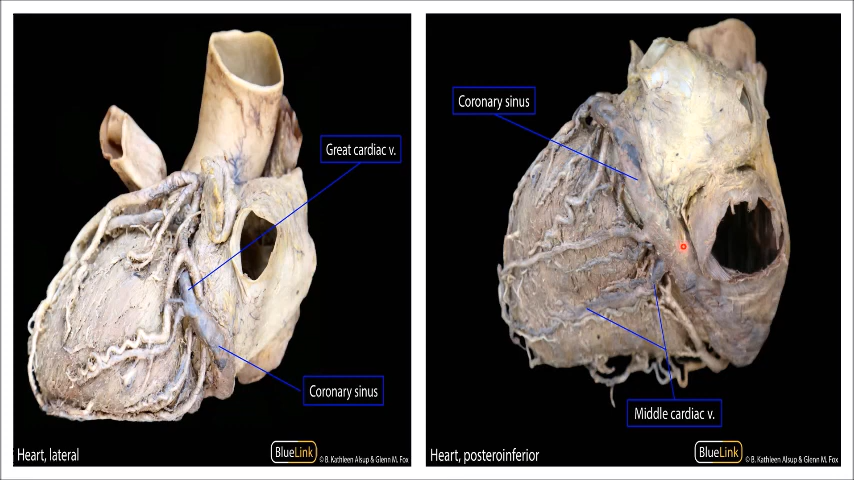 Great cardiac v.
Coronary sinus
Heart, lateral
BlueLink
© B. Kathleen Alsup & Glenn M. Fox
Coronary sinus
Middle cardiac v.
Heart, posteroinferior
BlueLink
© B. Kathleen Alsup & Glenn M. Fox